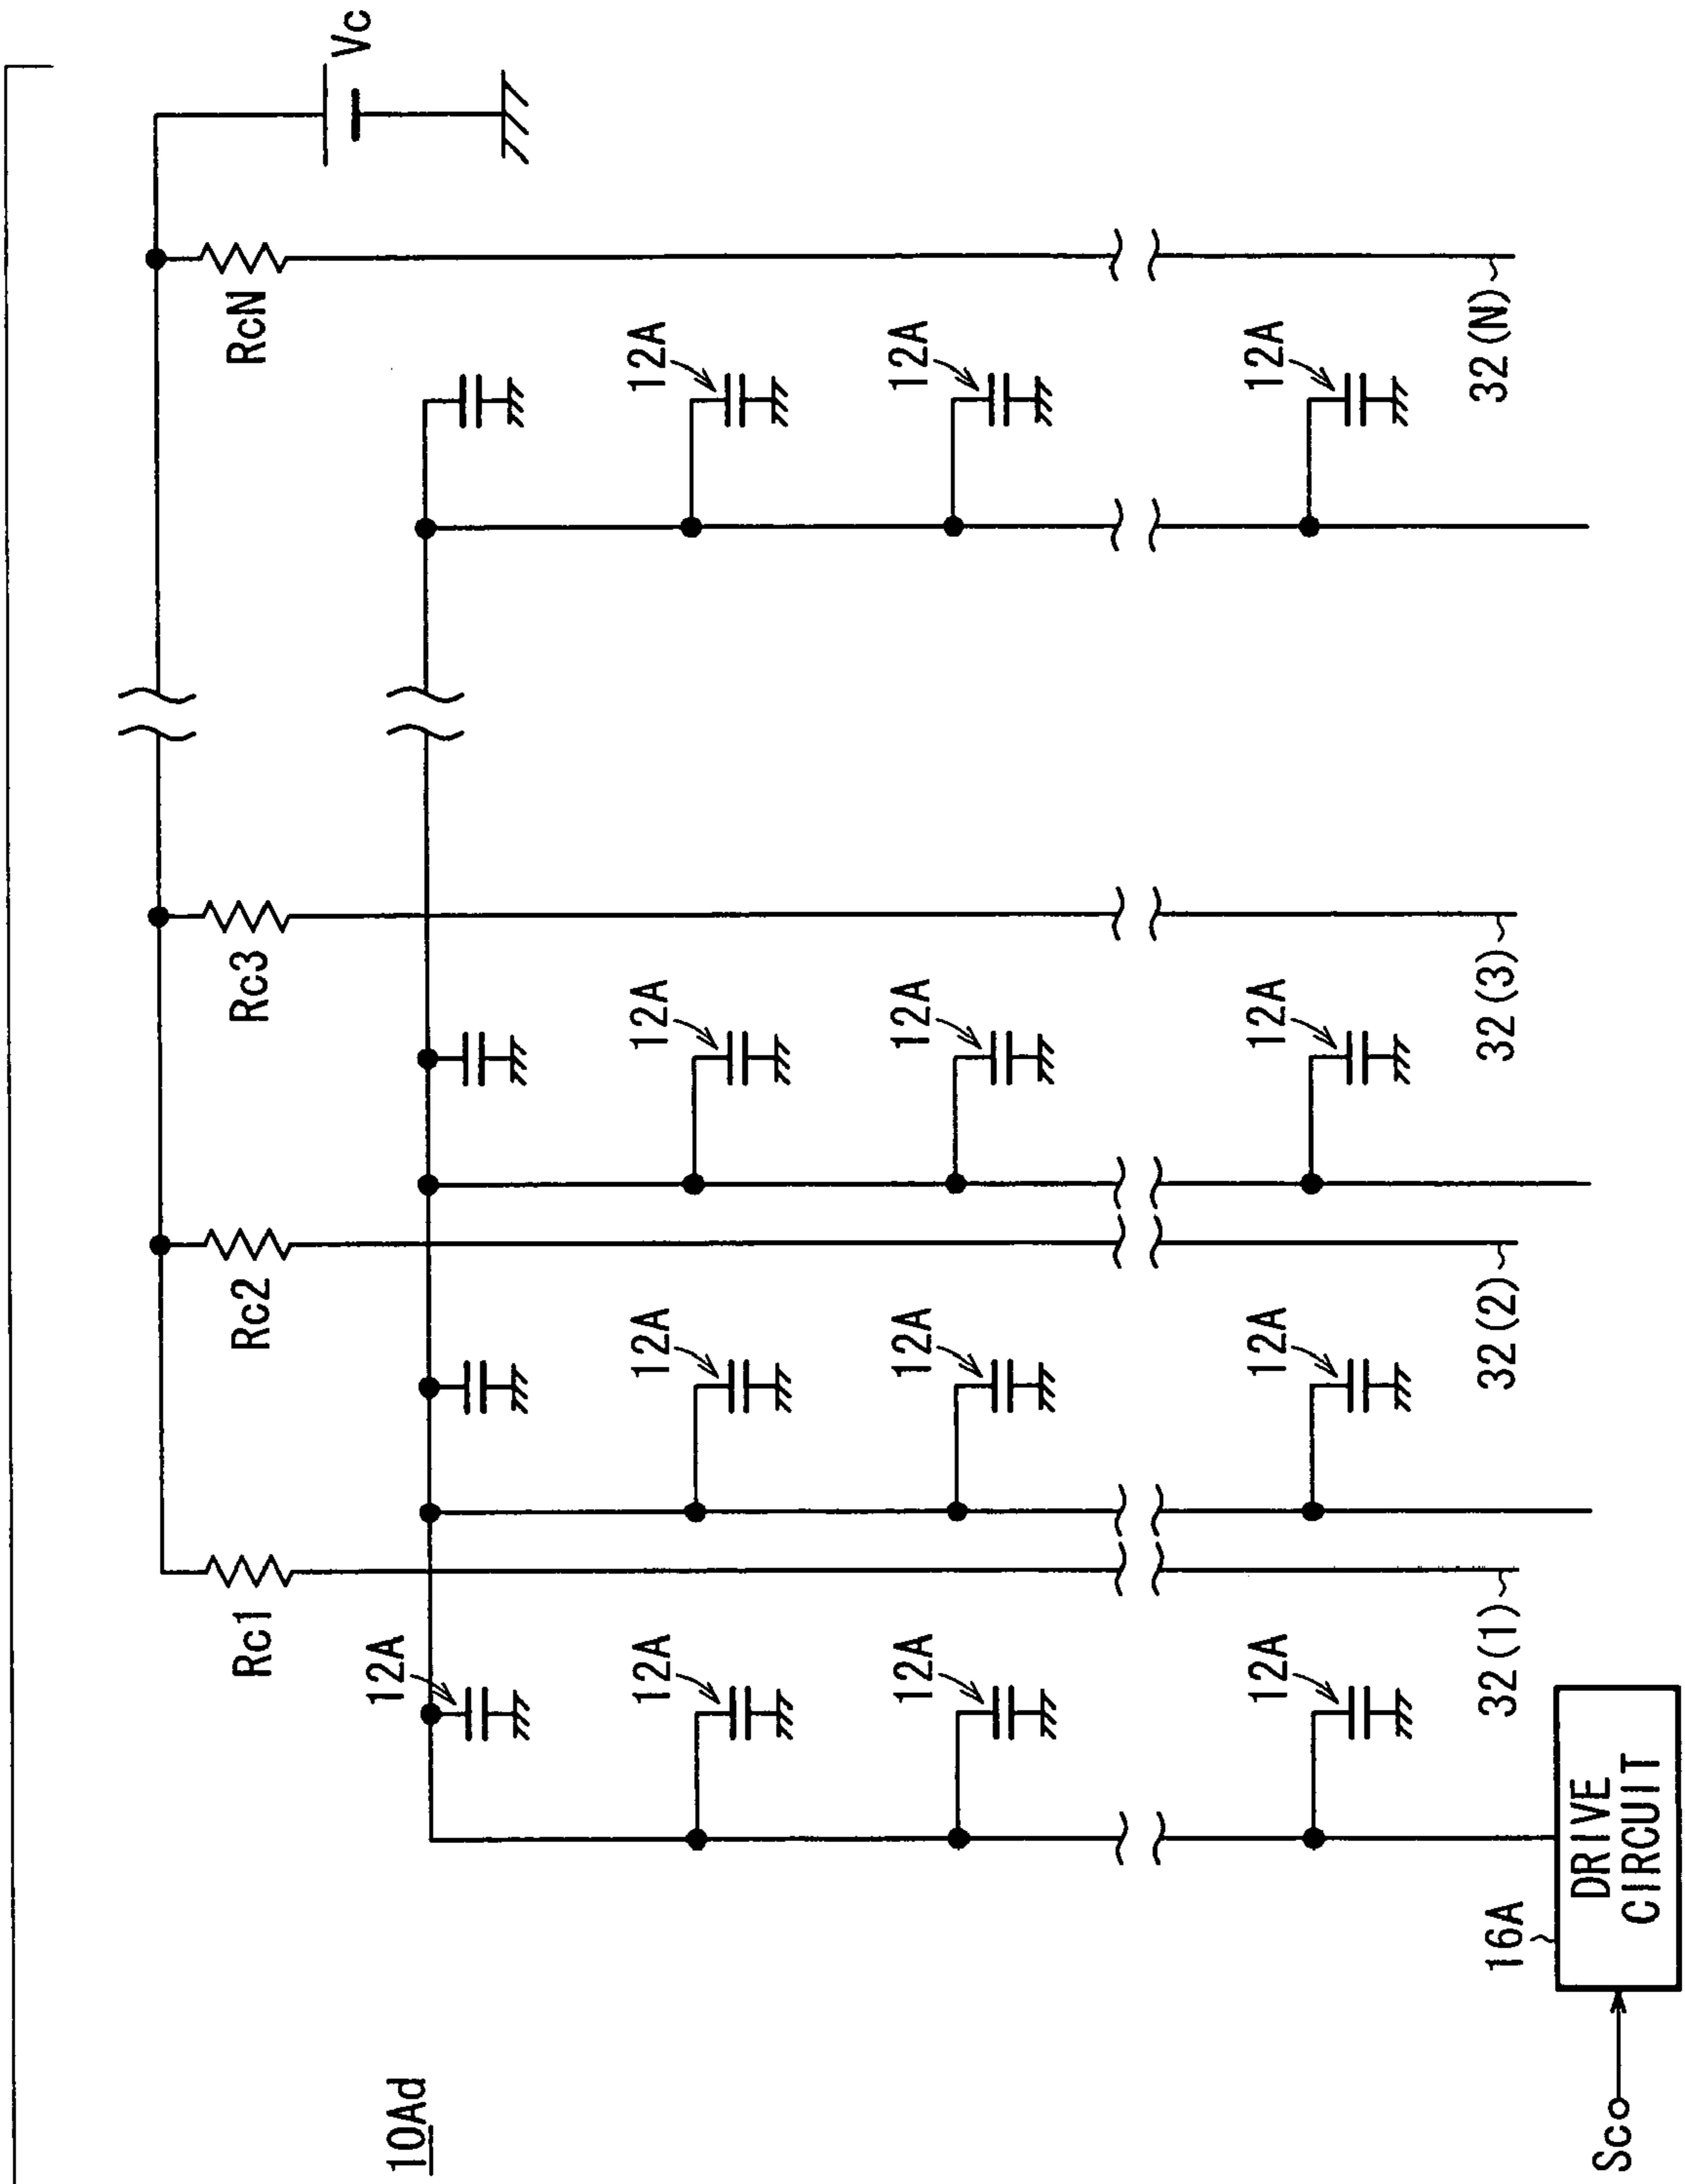 Vc
RcN
Rc3
Rc2
Rc1
12A
12A
12A
12A
12A
12A
12A
12A
12A
12A
12A
12A
12A
32(N)
32(3)
32(2)
32(1)
16A
DRIVE
CIRCUIT
Sc
10Ad